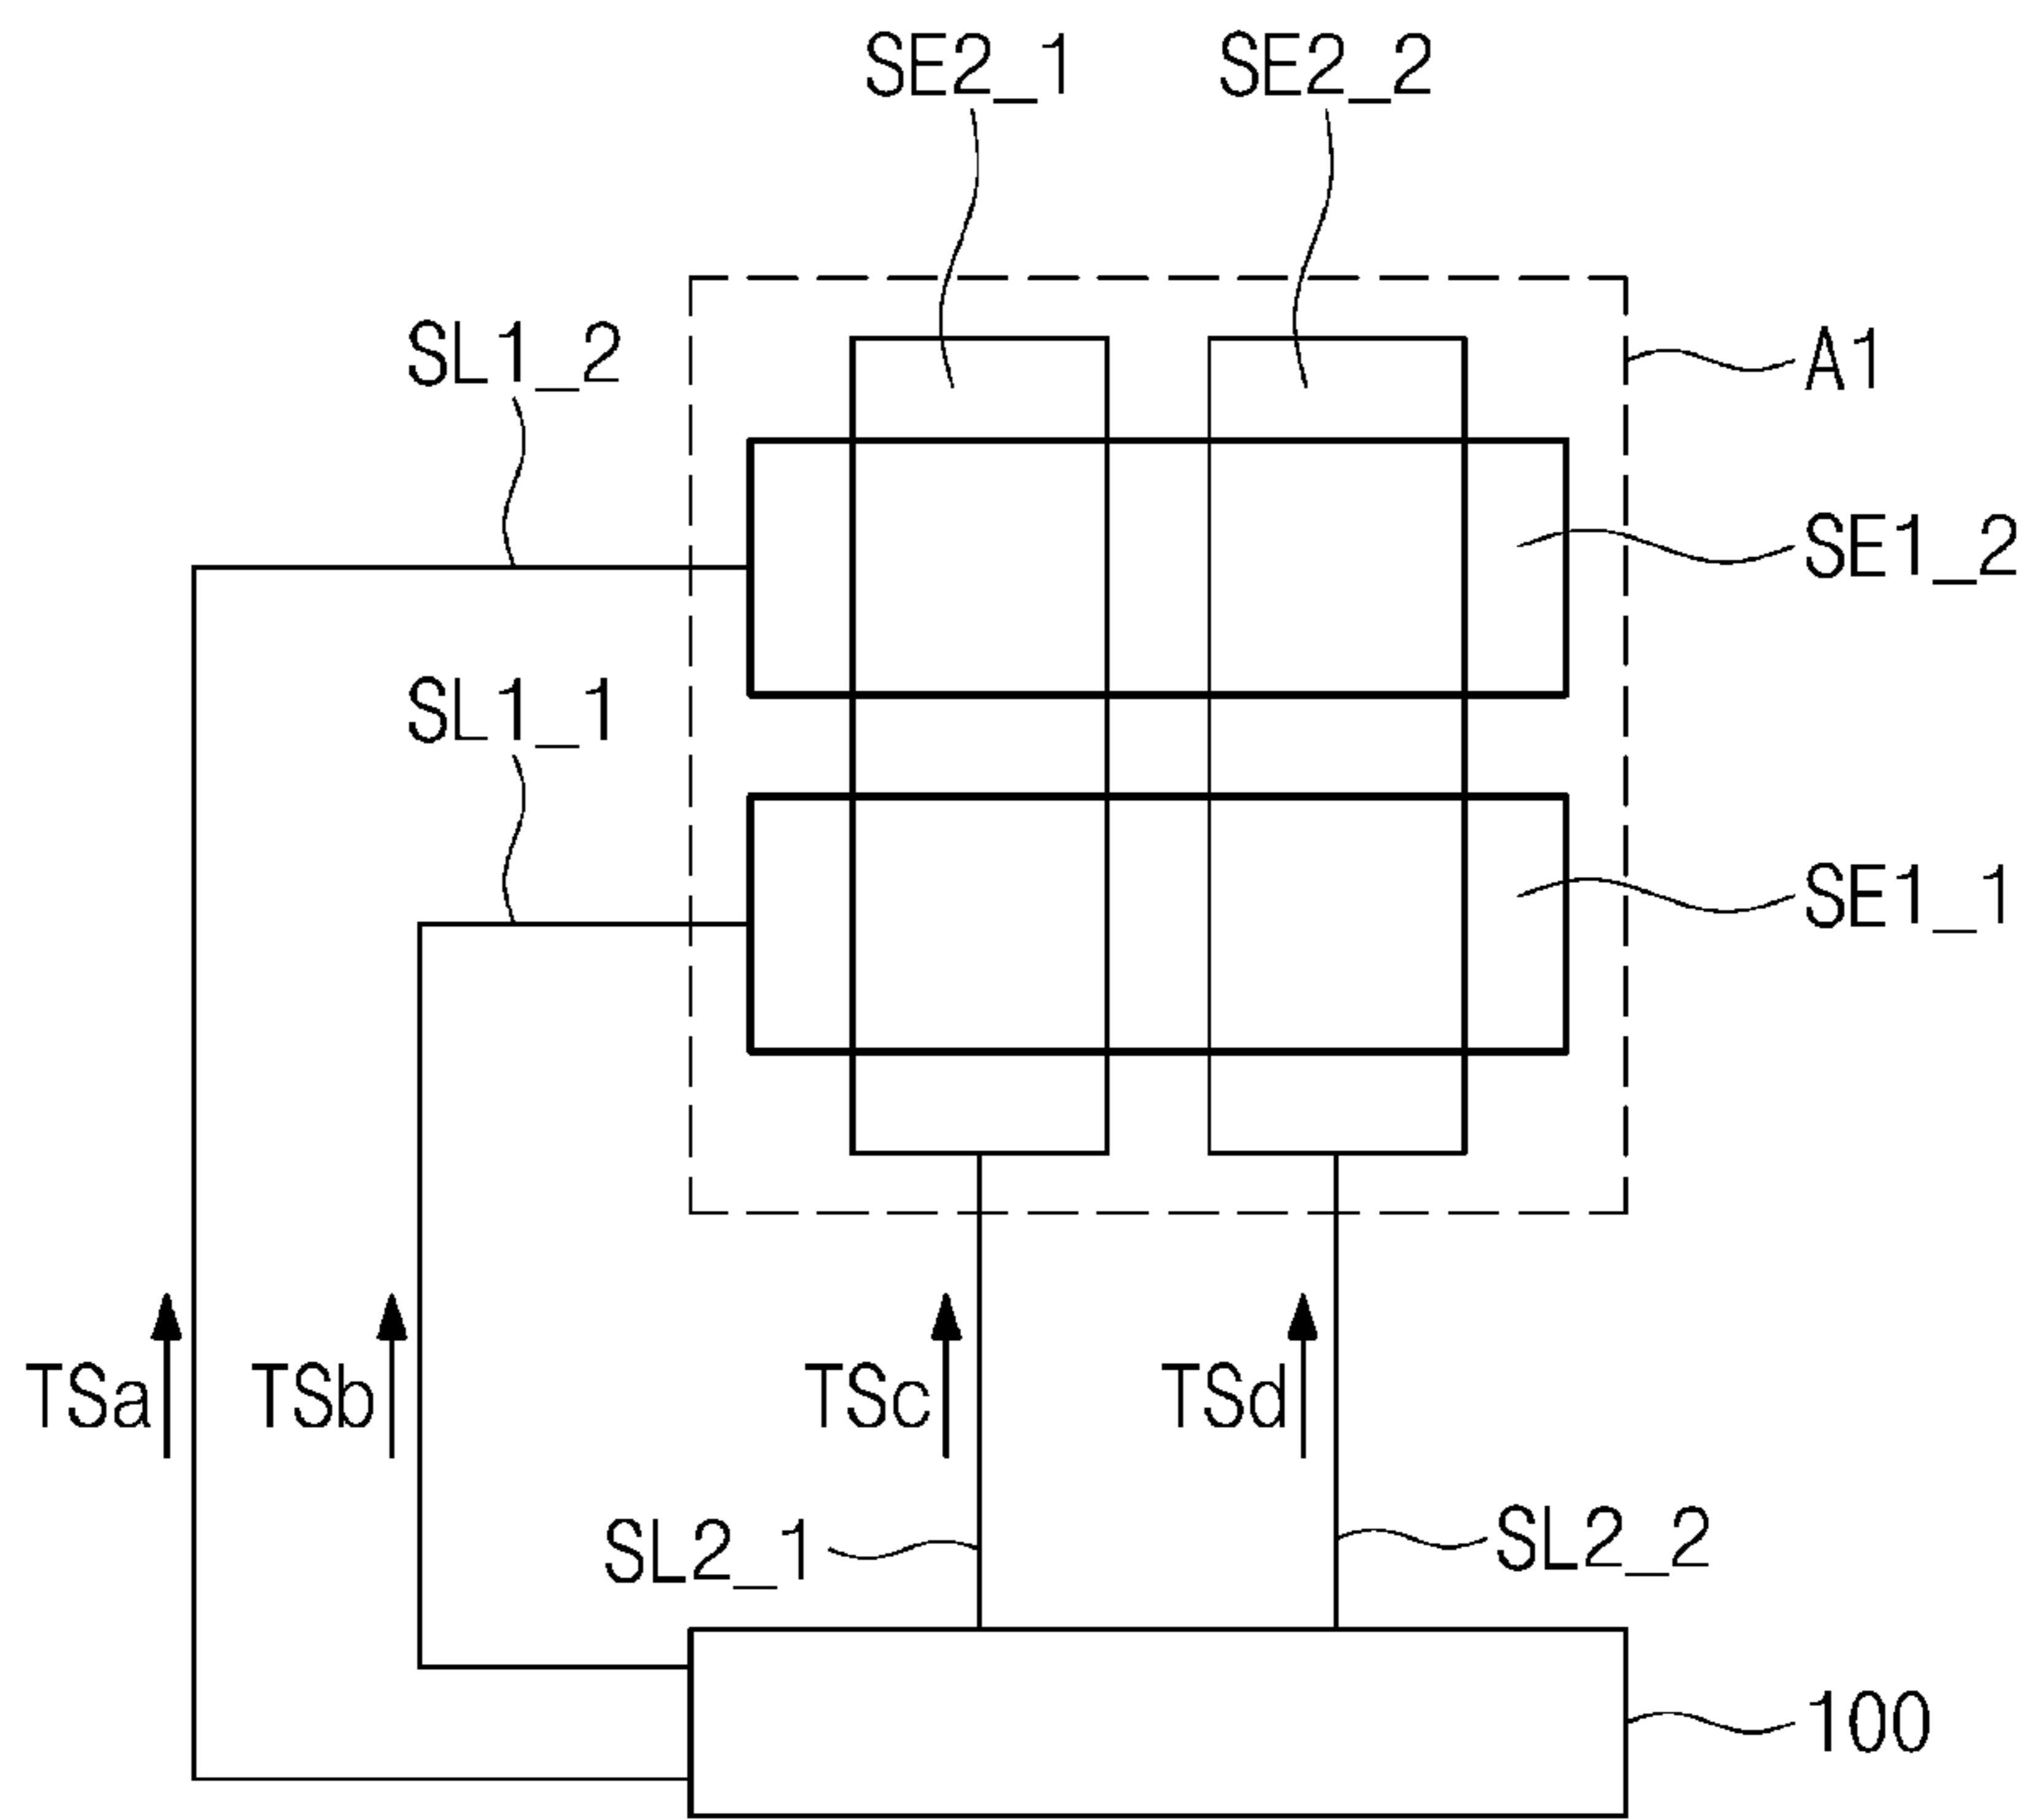 SE2_1
SE2_2
SL1_2
A1
SE1_2
SL1_1
SE1_1
TSa
TSb
TSc
TSd
SL2_1
SL2_2
100